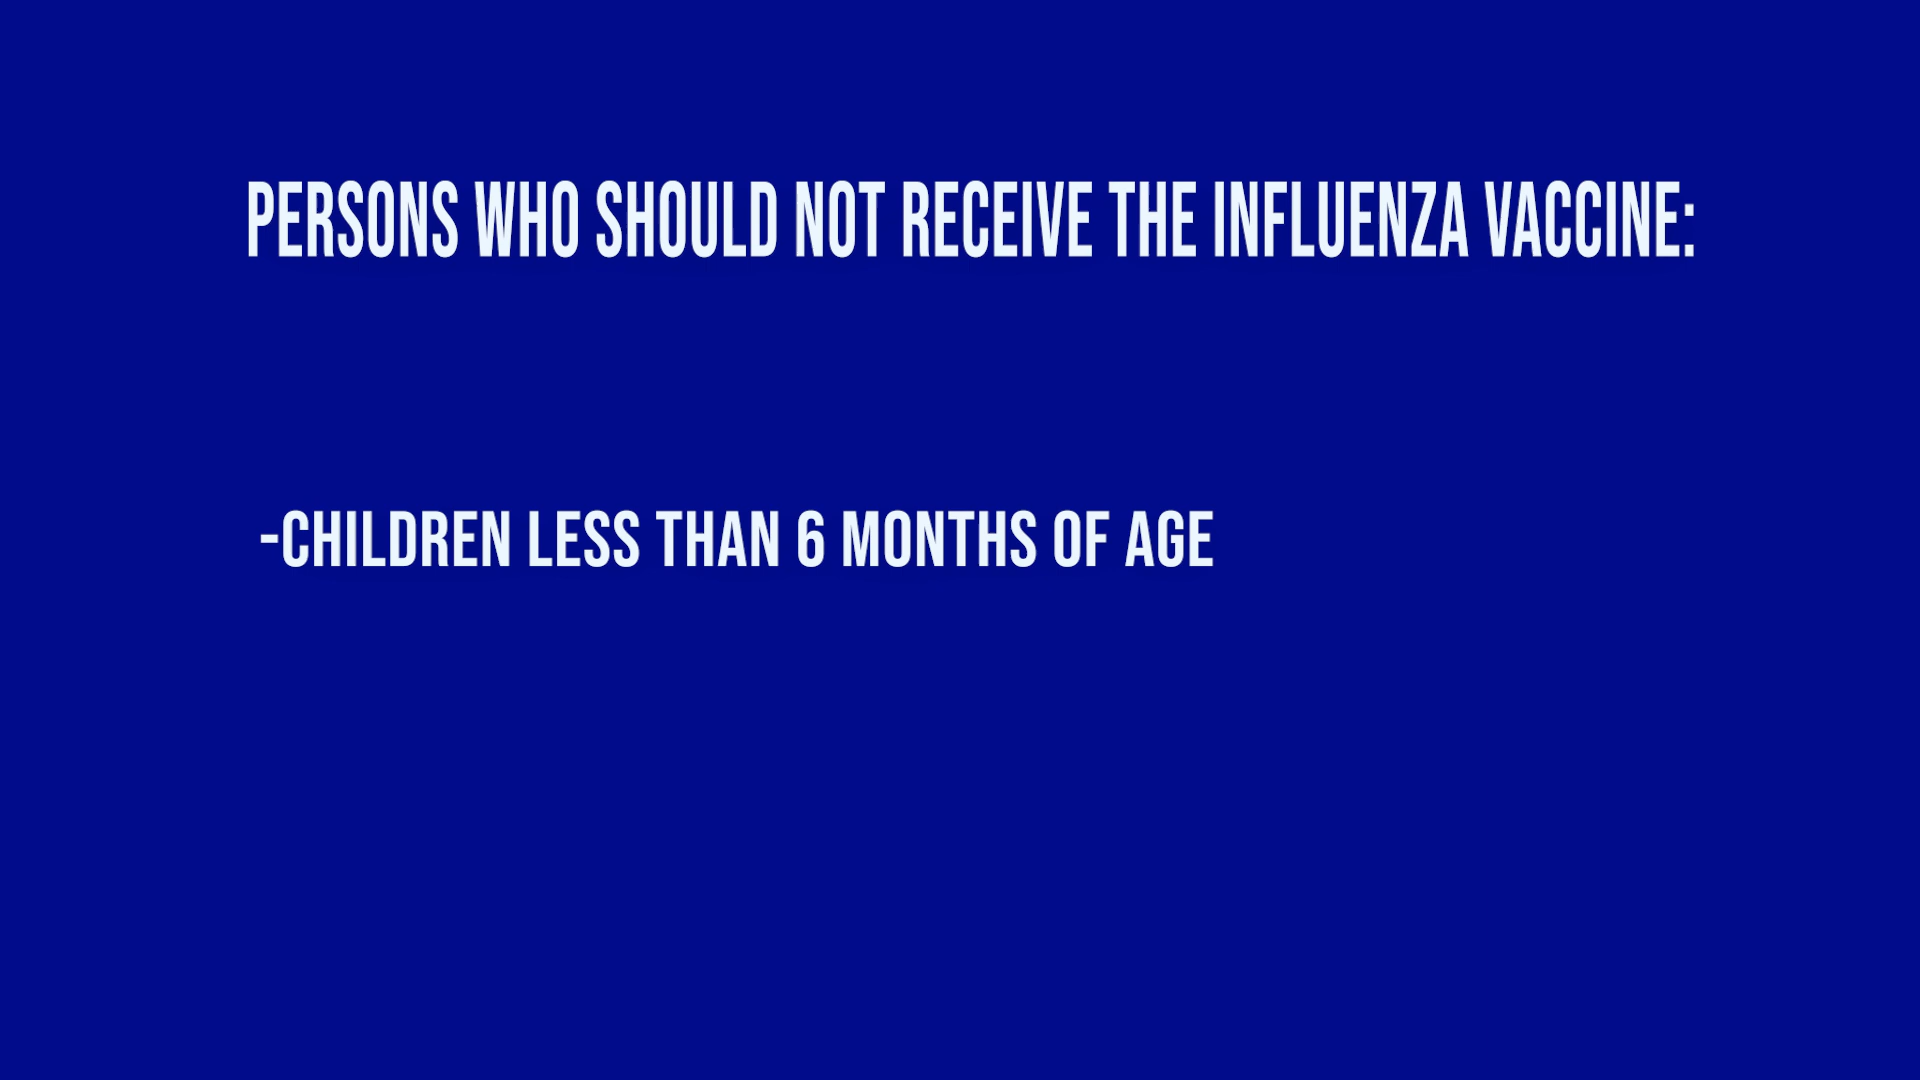 PERSONS WHO SHOULD NOT RECEIVE THE INFLUENZA VACCINE:
-CHILDREN LESS THAN 6 MONTHS OF AGE